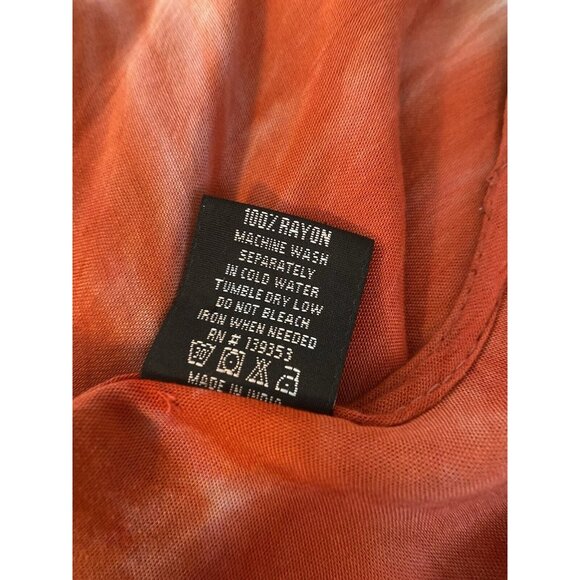 100% RAYON
MACHINE WASH
SEPARATELY
IN COLD WATER
TUMBLE DRY LOW
DO NOT BLEACH
IRON WHEN NEEDED
RN # 139353
30
MADE IN INDIA